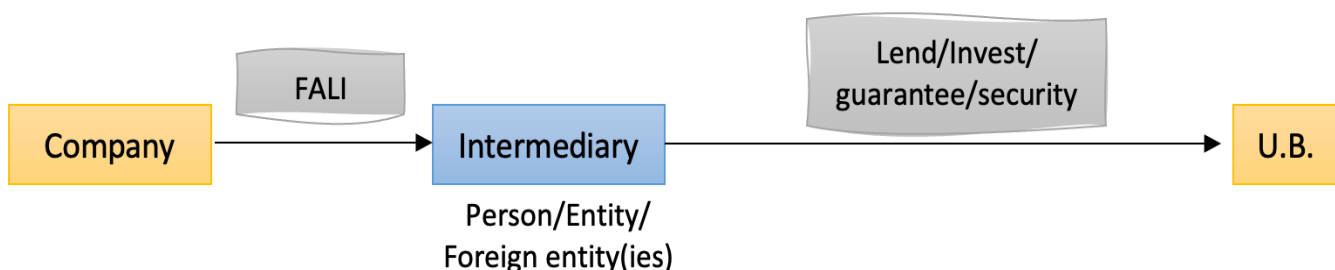 FALI
Lend/Invest/
guarantee/security
Company
Intermediary
U.B.
Person/Entity/
Foreign entity(ies)